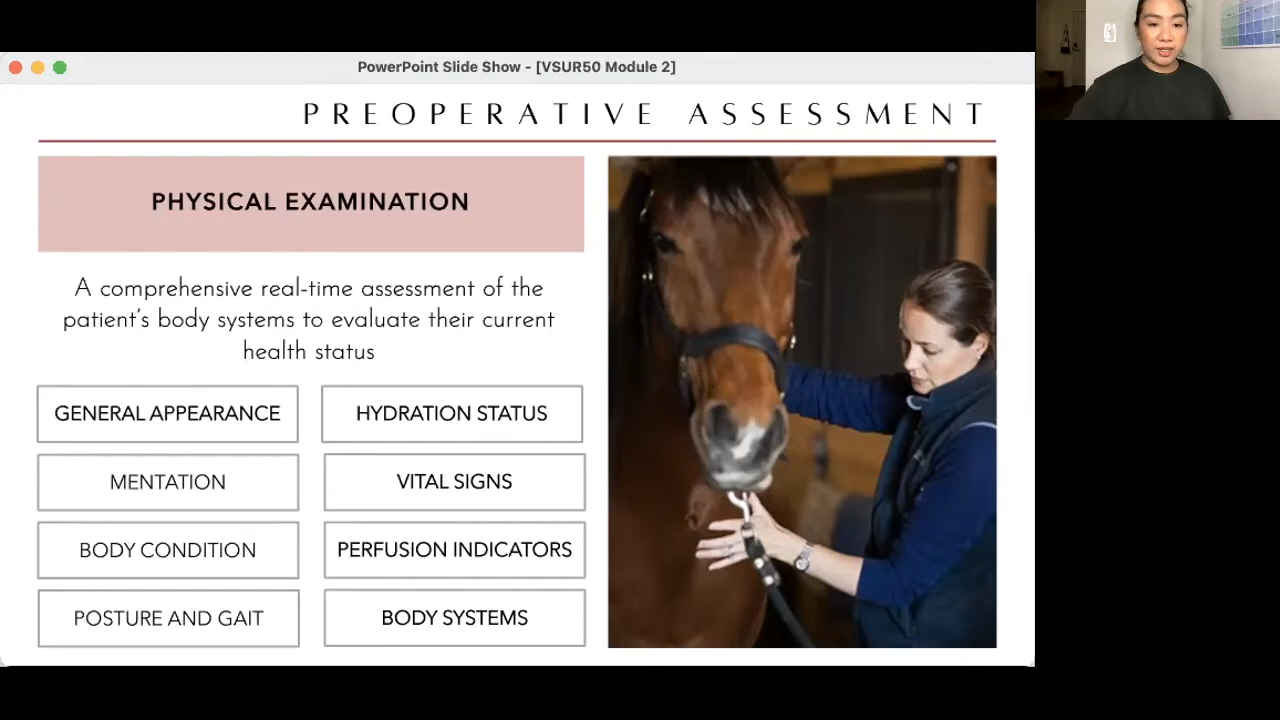 PowerPoint Slide Show - [VSUR50 Module 2]
PREOPERATIVE ASSESSMENT
PHYSICAL EXAMINATION
A comprehensive real-time assessment of the
patient's body systems to evaluate their current
health status
GENERAL APPEARANCE
HYDRATION STATUS
MENTATION
VITAL SIGNS
BODY CONDITION
PERFUSION INDICATORS
POSTURE AND GAIT
BODY SYSTEMS